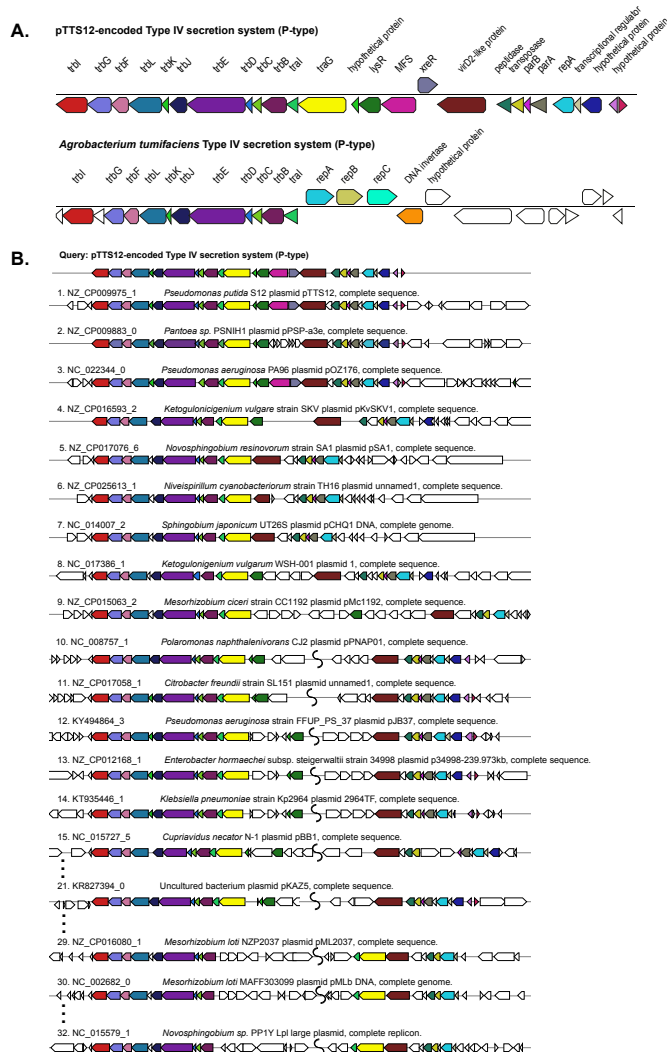 A.
pTTS12-encoded Type IV secretion system (P-type)
trbI trbG trbF trbL trbK trbJ trbE trbD trbC trbB traI traG hypothetical protein lysR MFS xreR virD2-like protein peptidase transposase parB parA repA transcriptional regulator hypothetical protein hypothetical protein
Agrobacterium tumifaciens Type IV secretion system (P-type)
trbI trbG trbF trbL trbK trbJ trbE trbD trbC trbB traI repA repB repC DNA invertase hypothetical protein
B.
Query: pTTS12-encoded Type IV secretion system (P-type)
1. NZ_CP009975_1 Pseudomonas putida S12 plasmid pTTS12, complete sequence.
2. NZ_CP009883_0 Pantoea sp. PSNIH1 plasmid pPSP-a3e, complete sequence.
3. NC_022344_0 Pseudomonas aeruginosa PA96 plasmid pOZ176, complete sequence.
4. NZ_CP016593_2 Ketogulonicigenium vulgare strain SKV plasmid pKvSKV1, complete sequence.
5. NZ_CP017076_6 Novosphingobium resinovorum strain SA1 plasmid pSA1, complete sequence.
6. NZ_CP025613_1 Niveispirillum cyanobacteriorum strain TH16 plasmid unnamed1, complete sequence.
7. NC_014007_2 Sphingobium japonicum UT26S plasmid pCHQ1 DNA, complete genome.
8. NC_017386_1 Ketogulonigenium vulgarum WSH-001 plasmid 1, complete sequence.
9. NZ_CP015063_2 Mesorhizobium ciceri strain CC1192 plasmid pMc1192, complete sequence.
10. NC_008757_1 Polaromonas naphthalenivorans CJ2 plasmid pPNAP01, complete sequence.
11. NZ_CP017058_1 Citrobacter freundii strain SL151 plasmid unnamed1, complete sequence.
12. KY494864_3 Pseudomonas aeruginosa strain FFUP_PS_37 plasmid pJB37, complete sequence.
13. NZ_CP012168_1 Enterobacter hormaechei subsp. steigerwaltii strain 34998 plasmid p34998-239.973kb, complete sequence.
14. KT935446_1 Klebsiella pneumoniae strain Kp2964 plasmid 2964TF, complete sequence.
15. NC_015727_5 Cupriavidus necator N-1 plasmid pBB1, complete sequence.
21. KR827394_0 Uncultured bacterium plasmid pKAZ5, complete sequence.
29. NZ_CP016080_1 Mesorhizobium loti NZP2037 plasmid pML2037, complete sequence.
30. NC_002682_0 Mesorhizobium loti MAFF303099 plasmid pMLb DNA, complete genome.
32. NC_015579_1 Novosphingobium sp. PP1Y Lpl large plasmid, complete replicon.